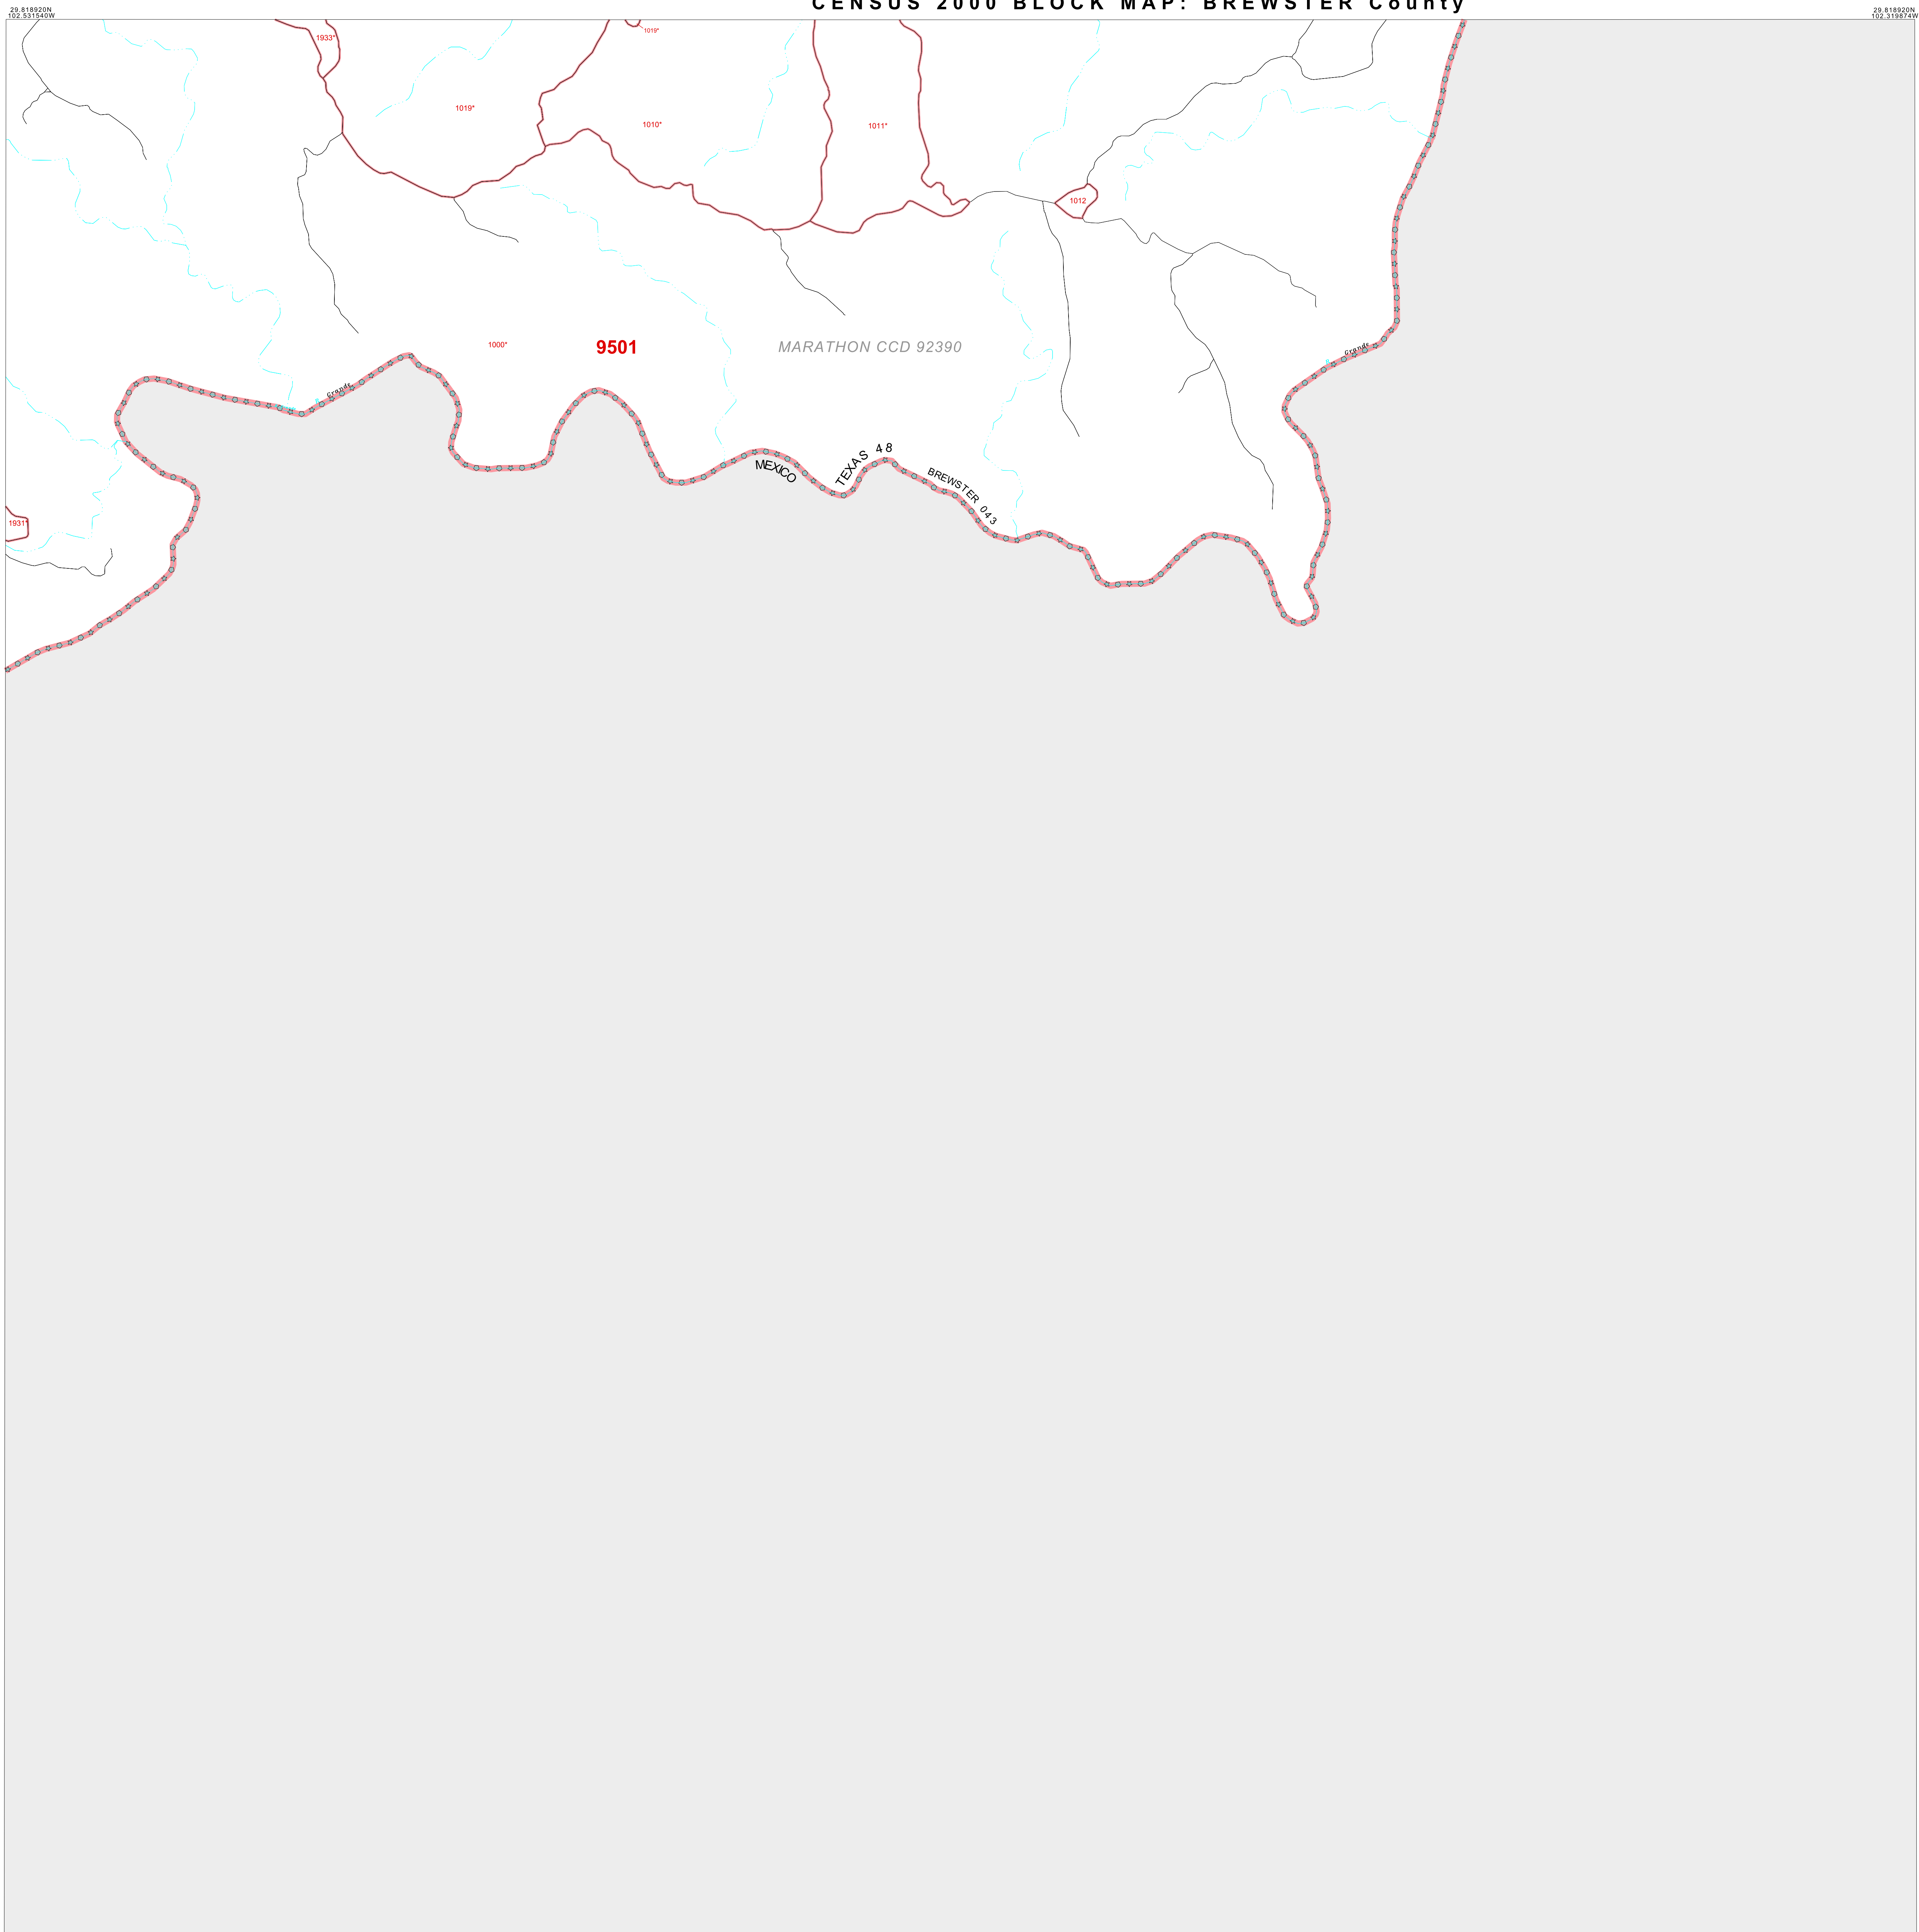 CENSUS 2000 BLOCK MAP: BREWSTER County
29.818920N
102.531540W
29.818920N
102.319874W
1933*
1019*
1019*
1010*
1011*
1012
1000*
9501
MARATHON CCD 92390
Grande
Grande
MEXICO
TEXAS 48
BREWSTER 043
1931*